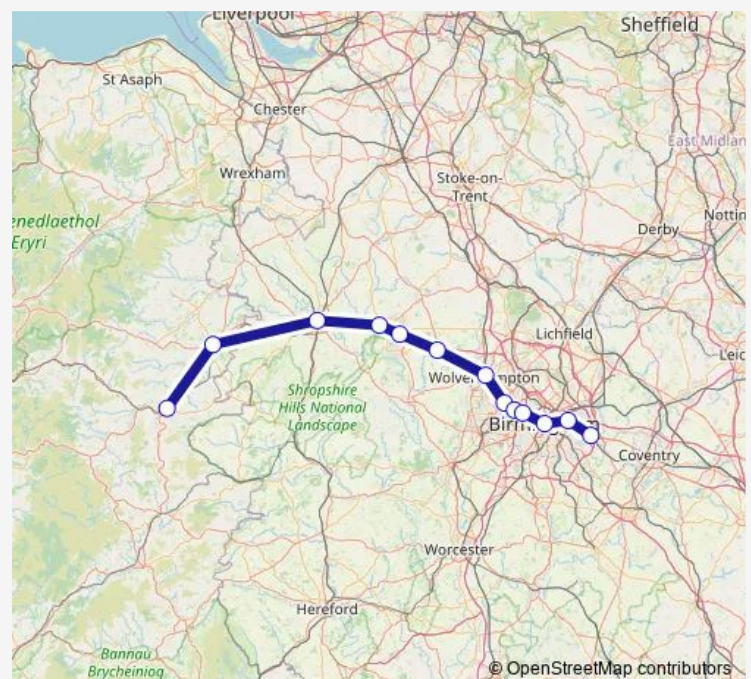 Liverpool
Sheffield
St Asaph
Chester
East Midlan
Wrexham
Stoke-on-
Trent
enedlaethol
Eryri
Derby
Nottin
Lichfield
Leic
Shropshire
Hills National
Landscape
Coventry
Worcester
Hereford
Bannau
Brycheiniog
© OpenStreetMap contributors